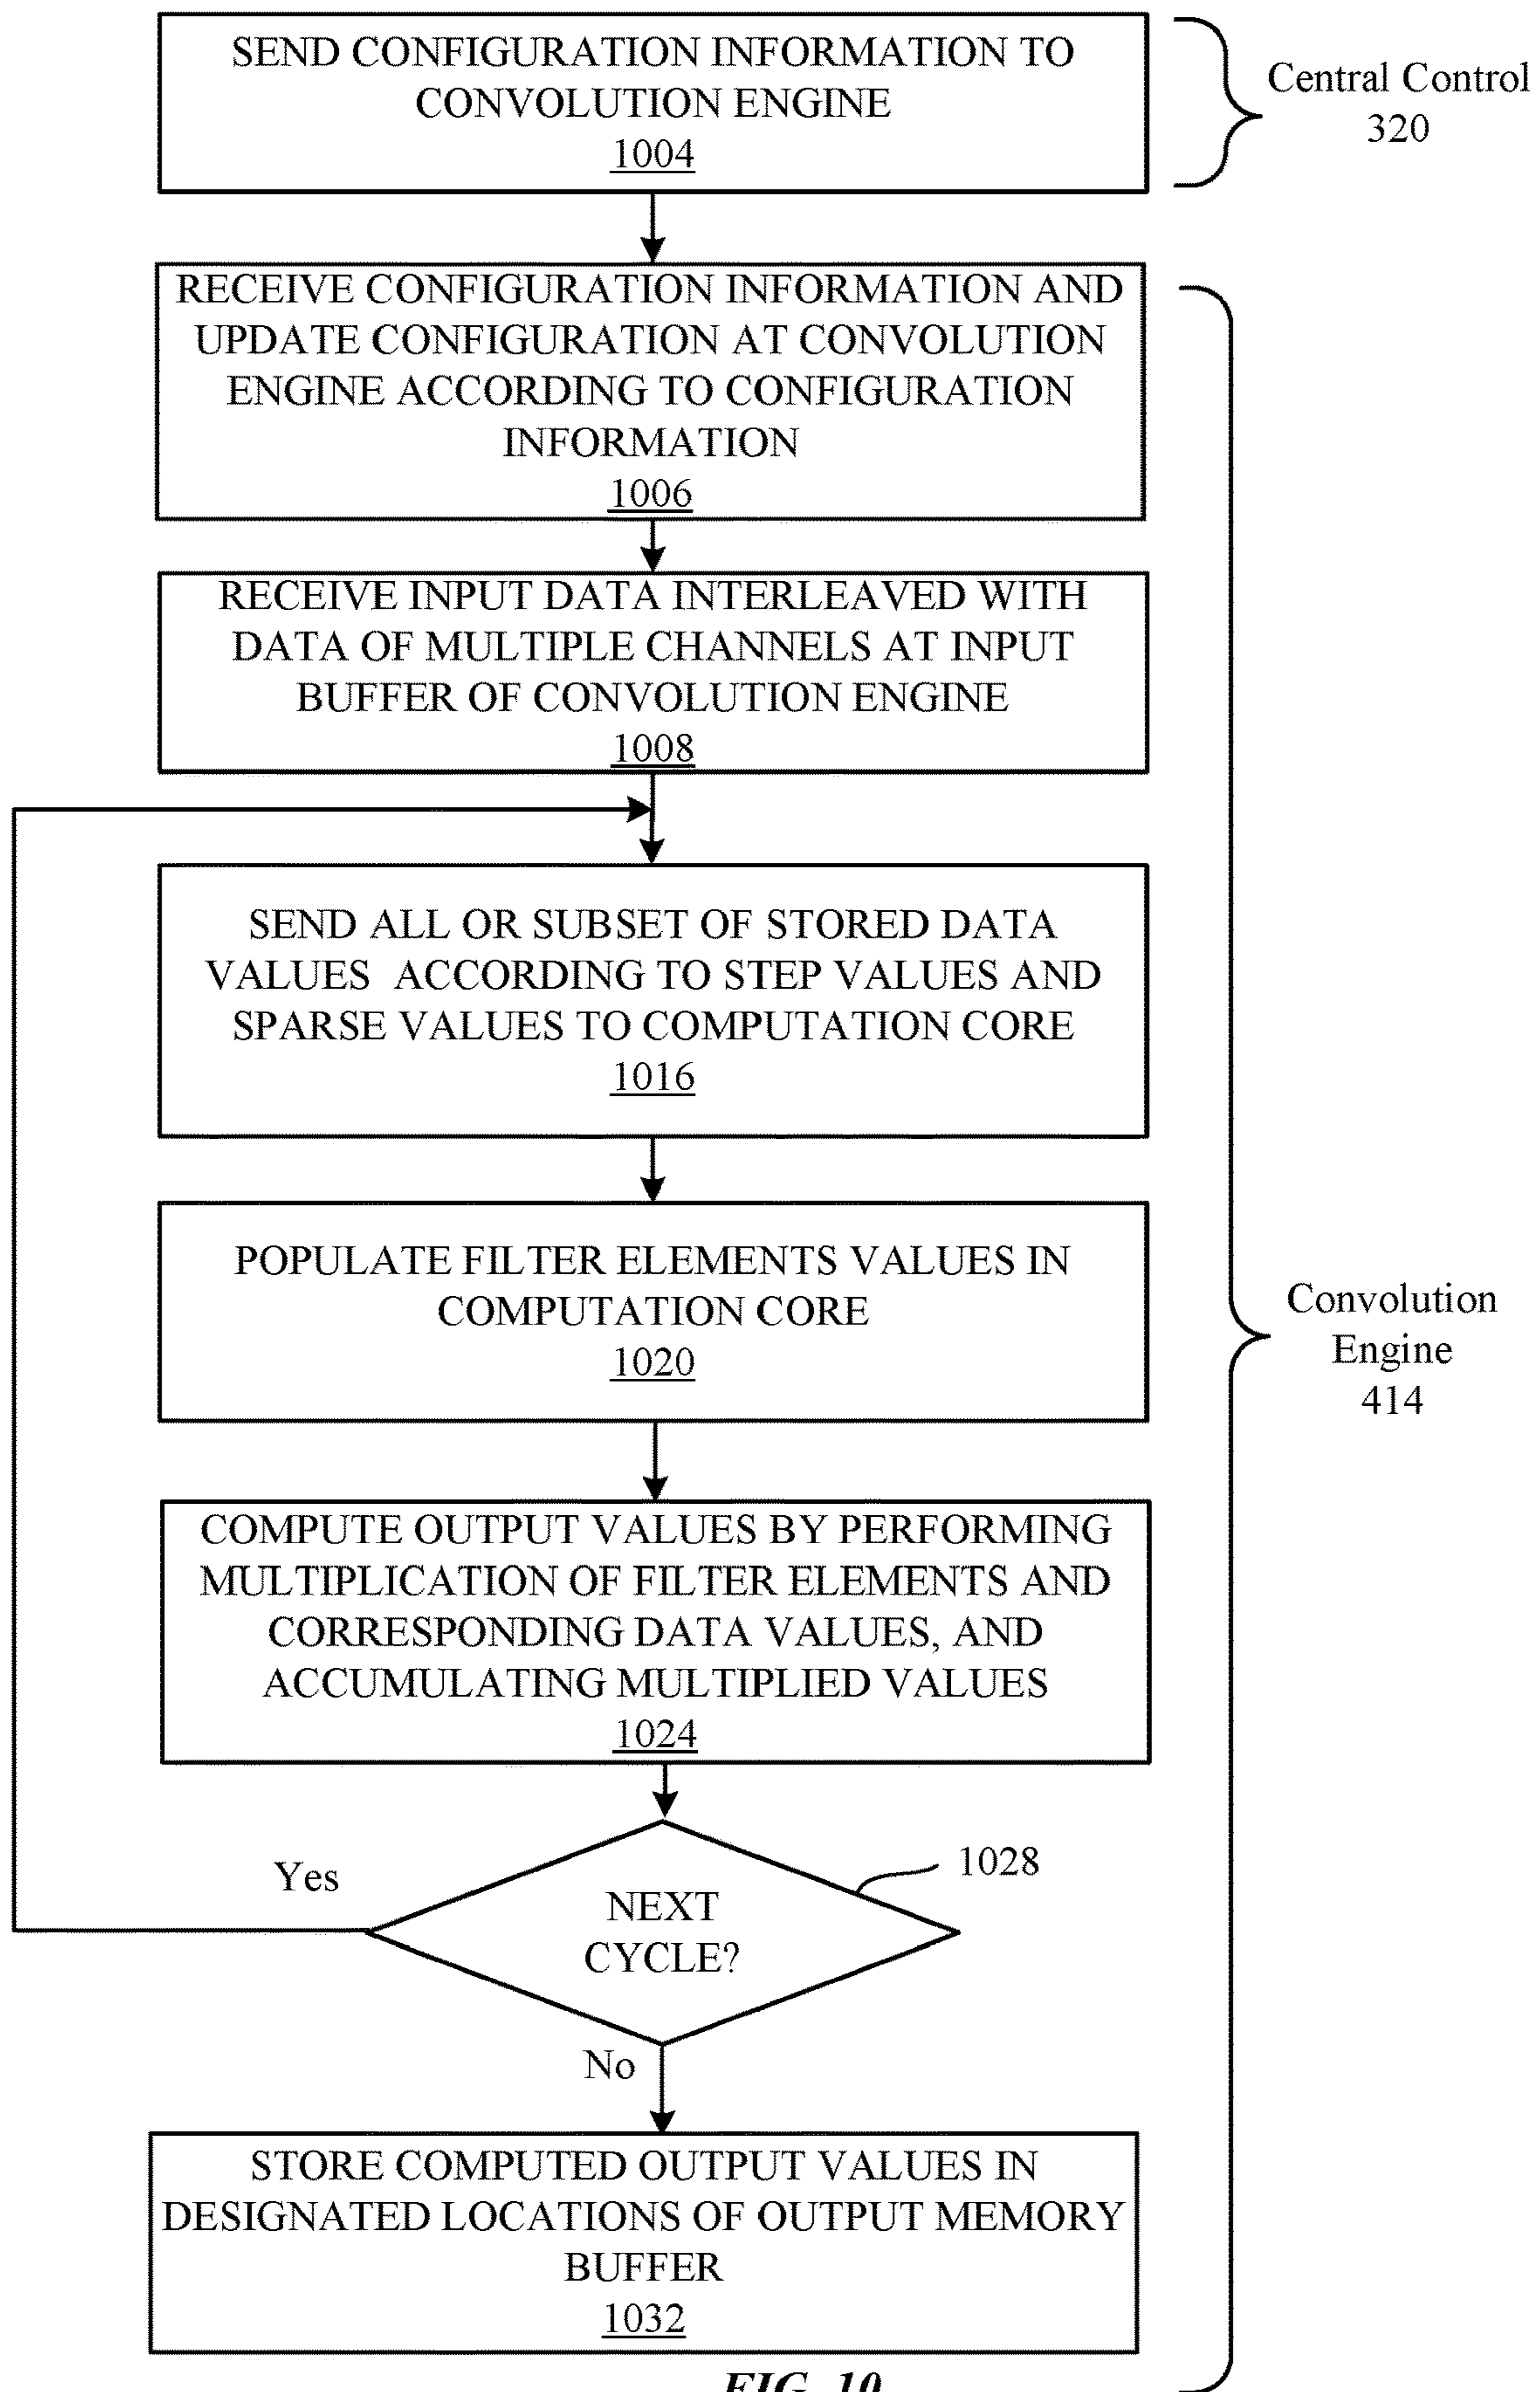 SEND CONFIGURATION INFORMATION TO
CONVOLUTION ENGINE
1004
Central Control
320
RECEIVE CONFIGURATION INFORMATION AND
UPDATE CONFIGURATION AT CONVOLUTION
ENGINE ACCORDING TO CONFIGURATION
INFORMATION
1006
RECEIVE INPUT DATA INTERLEAVED WITH
DATA OF MULTIPLE CHANNELS AT INPUT
BUFFER OF CONVOLUTION ENGINE
1008
SEND ALL OR SUBSET OF STORED DATA
VALUES ACCORDING TO STEP VALUES AND
SPARSE VALUES TO COMPUTATION CORE
1016
POPULATE FILTER ELEMENTS VALUES IN
COMPUTATION CORE
1020
Convolution
Engine
414
COMPUTE OUTPUT VALUES BY PERFORMING
MULTIPLICATION OF FILTER ELEMENTS AND
CORRESPONDING DATA VALUES, AND
ACCUMULATING MULTIPLIED VALUES
1024
1028
Yes
NEXT
CYCLE?
No
STORE COMPUTED OUTPUT VALUES IN
DESIGNATED LOCATIONS OF OUTPUT MEMORY
BUFFER
1032
FIG. 10